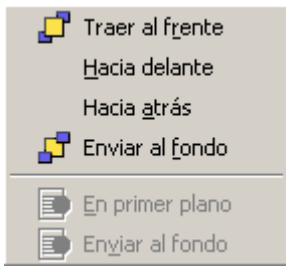 Traer al frente
Hacia delante
Hacia atrás
Enviar al fondo
En primer plano
Enviar al fondo